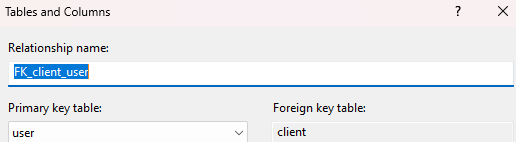 Tables and Columns ?
Relationship name:
FK_client_user
Primary key table: Foreign key table:
user client